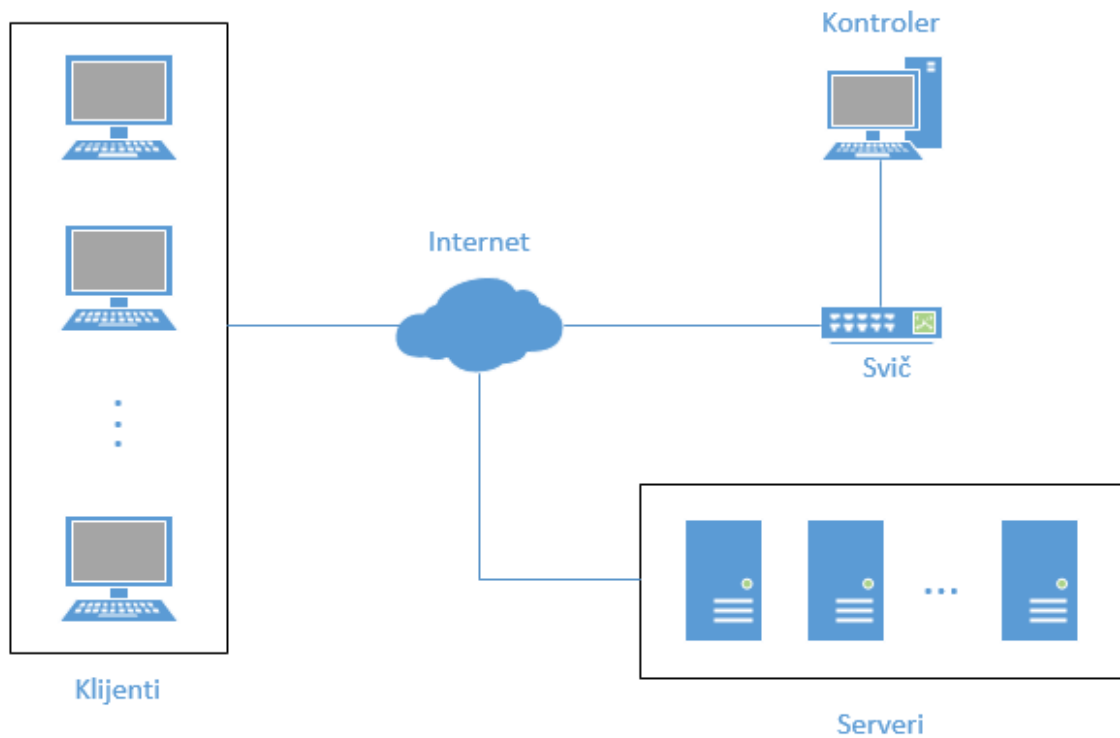 Kontroler
Internet
Svič
Klijenti
Serveri